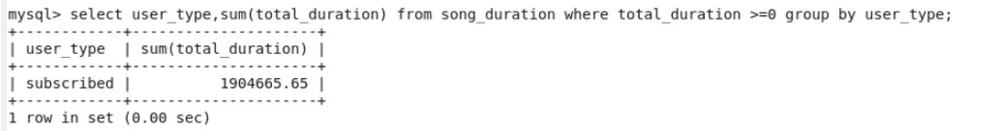 mysql> select user_type,sum(total_duration) from song_duration where total_duration >=0 group by user_type;
+------------+---------------------+
| user_type  | sum(total_duration) |
+------------+---------------------+
| subscribed |          1904665.65 |
+------------+---------------------+
1 row in set (0.00 sec)